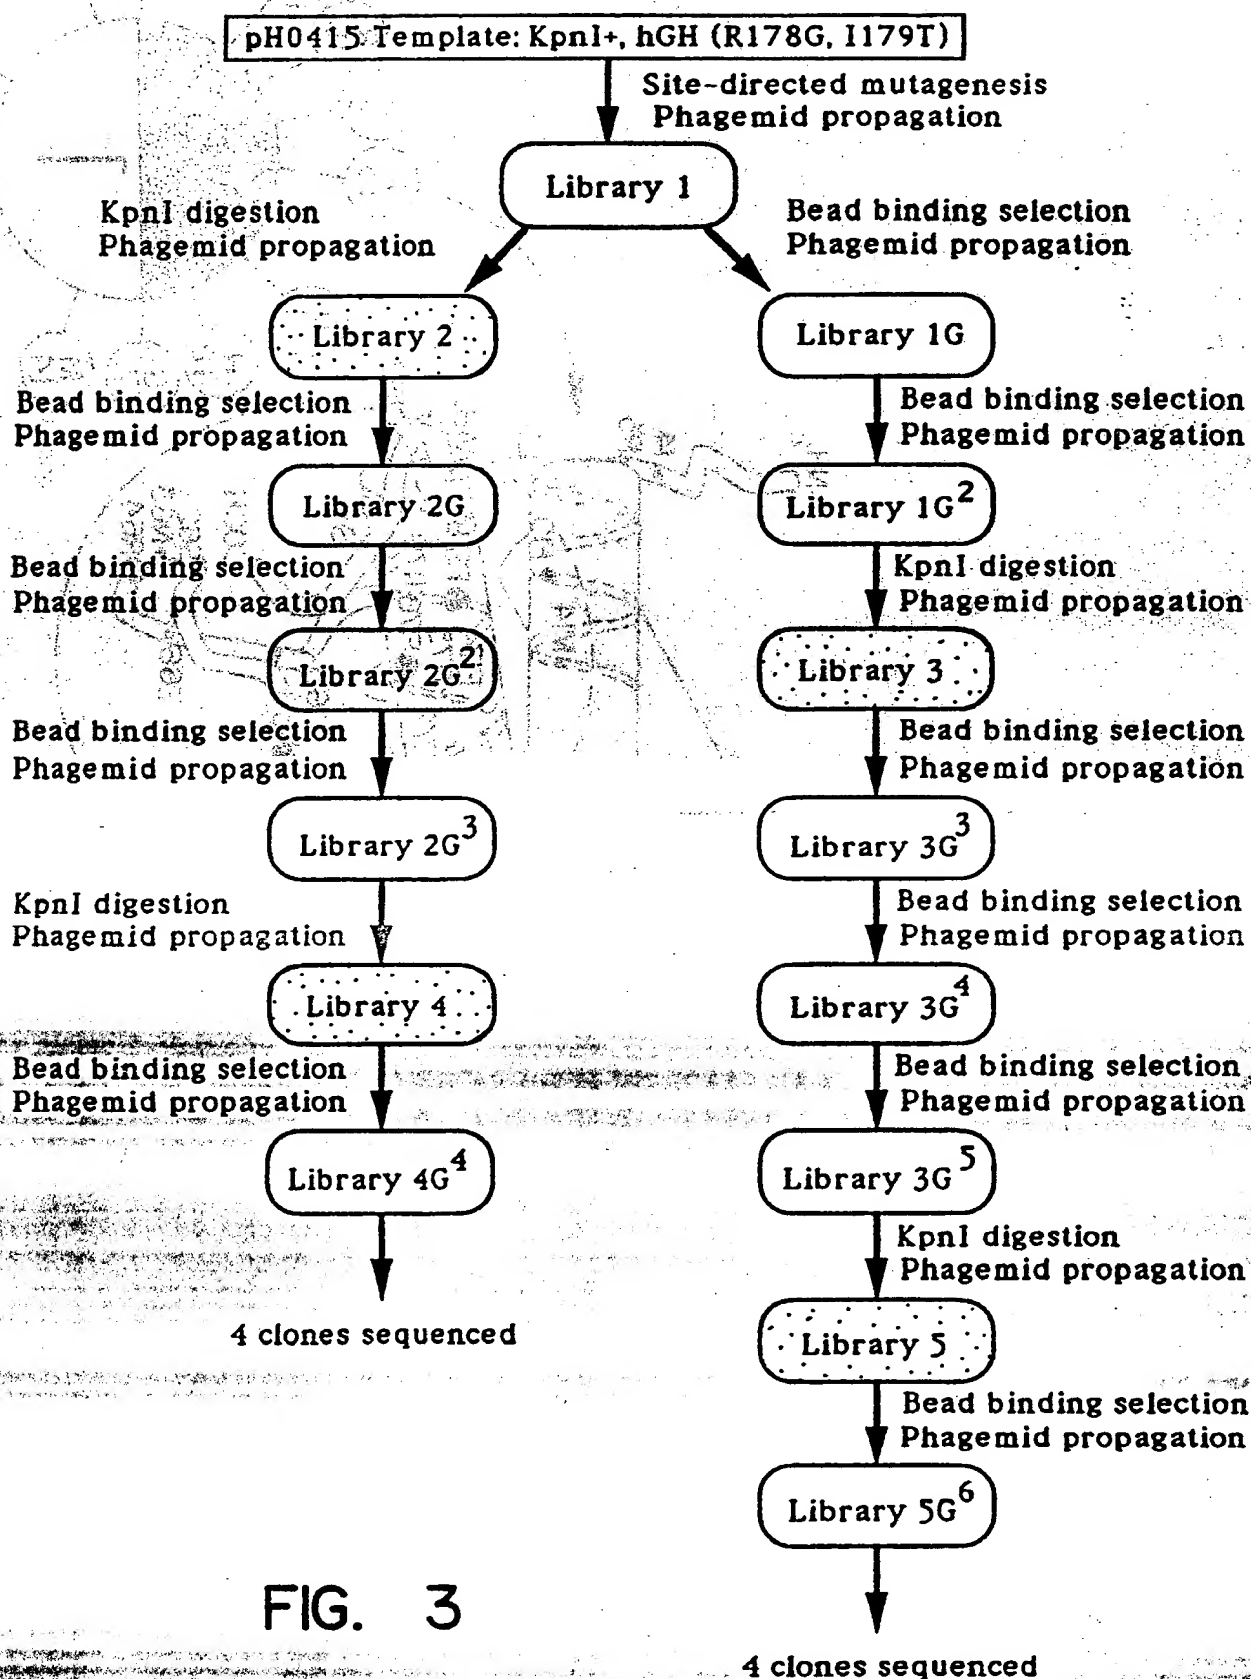 pH0415 Template: KpnI+, hGH (R178G, I179T)
Site-directed mutagenesis
Phagemid propagation
Library 1
KpnI digestion
Phagemid propagation
Bead binding selection
Phagemid propagation
Library 2
Library 1G
Bead binding selection
Phagemid propagation
Bead binding selection
Phagemid propagation
Library 2G
Library 1G²
Bead binding selection
Phagemid propagation
KpnI digestion
Phagemid propagation
Library 2G²
Library 3
Bead binding selection
Phagemid propagation
Bead binding selection
Phagemid propagation
Library 2G³
Library 3G³
KpnI digestion
Phagemid propagation
Bead binding selection
Phagemid propagation
Library 4
Library 3G⁴
Bead binding selection
Phagemid propagation
Bead binding selection
Phagemid propagation
Library 4G⁴
Library 3G⁵
KpnI digestion
Phagemid propagation
4 clones sequenced
Library 5
Bead binding selection
Phagemid propagation
Library 5G⁶
FIG. 3
4 clones sequenced